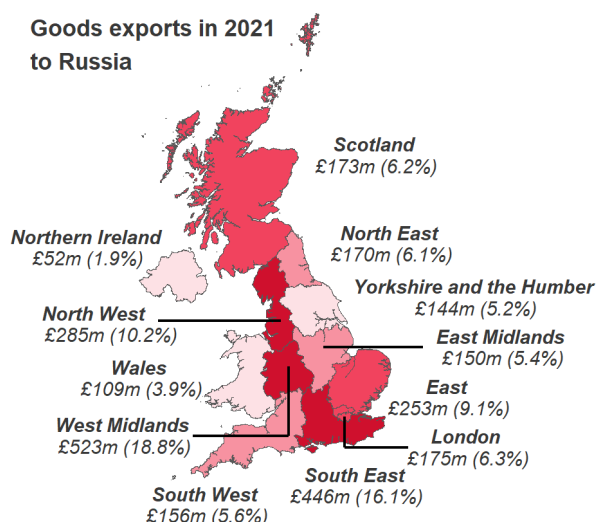 Goods exports in 2021
to Russia
Scotland
£173m (6.2%)
Northern Ireland
£52m (1.9%)
North East
£170m (6.1%)
Yorkshire and the Humber
£144m (5.2%)
North West
£285m (10.2%)
East Midlands
£150m (5.4%)
Wales
£109m (3.9%)
East
£253m (9.1%)
West Midlands
£523m (18.8%)
London
£175m (6.3%)
South East
£446m (16.1%)
South West
£156m (5.6%)